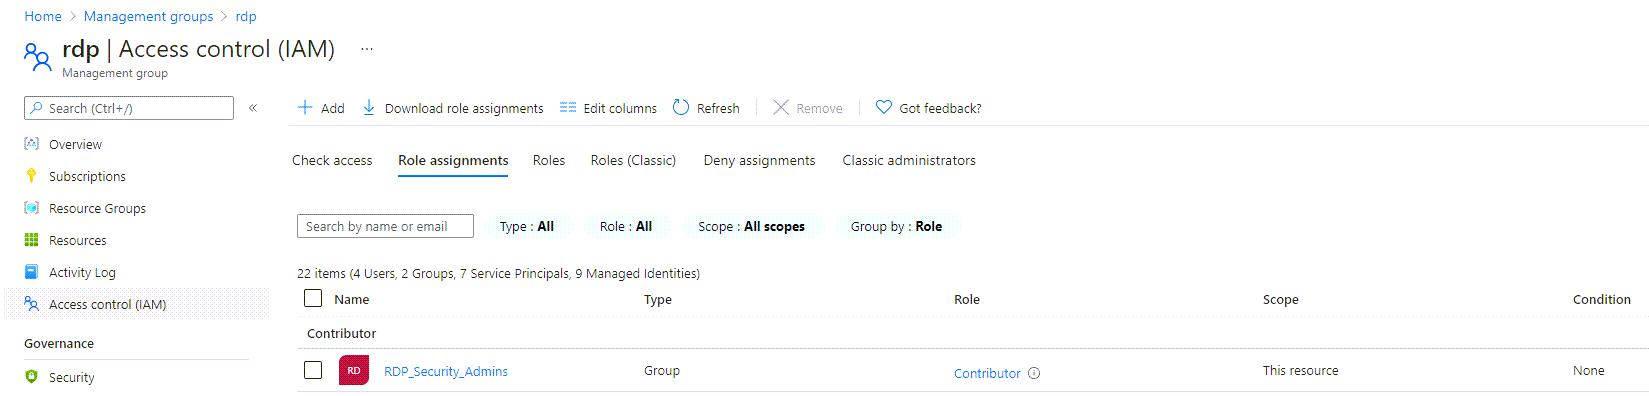 Home > Management groups > rdp
rdp | Access control (IAM) ...
Management group
Search (Ctrl+/) «
Overview
Subscriptions
Resource Groups
Resources
Activity Log
Access control (IAM)
Governance
Security
Add Download role assignments Edit columns Refresh Remove Got feedback?
Check access Role assignments Roles Roles (Classic) Deny assignments Classic administrators
Search by name or email Type : All Role : All Scope : All scopes Group by : Role
22 items (4 Users, 2 Groups, 7 Service Principals, 9 Managed Identities)
Name Type Role Scope Condition
Contributor
RD RDP_Security_Admins Group Contributor This resource None